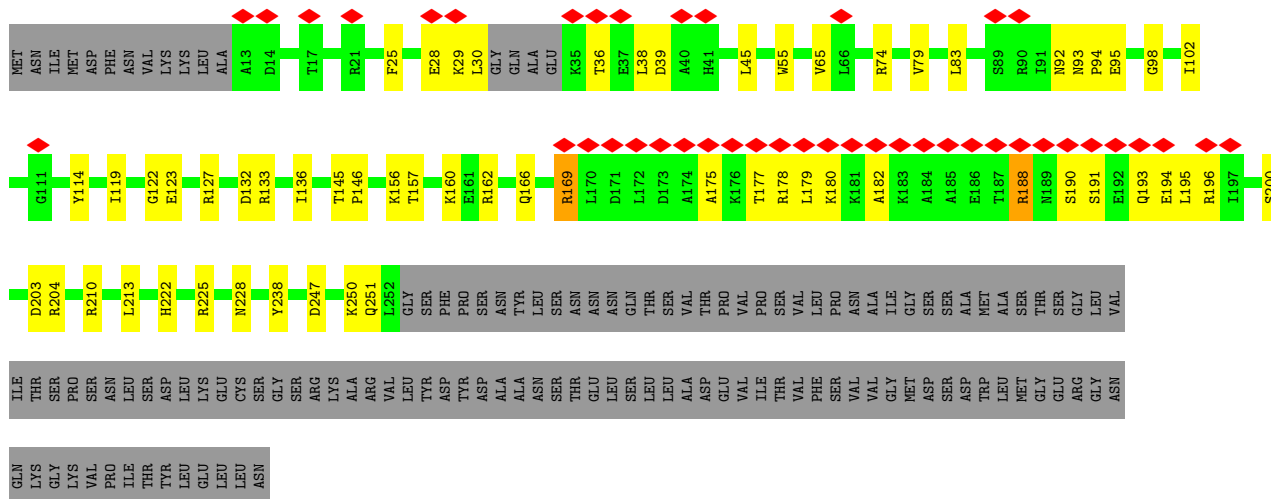 MET ASN ILE MET ASP PHE ASN VAL LYS LYS LEU ALA A13 D14 T17 R21 F25 E28 K29 L30 GLY GLN ALA GLU K35 T36 E37 L38 D39 A40 H41 L45 W55 V65 L66 R74 V79 L83 S89 R90 I91 N92 N93 P94 E95 G98 I102
G111 Y114 I119 G122 E123 R127 D132 R133 I136 T145 P146 K156 T157 K160 E161 R162 Q166 R169 L170 D171 L172 D173 A174 A175 K176 T177 R178 L179 K180 K181 A182 K183 A184 A185 E186 T187 R188 N189 S190 S191 E192 Q193 E194 L195 R196 I197 S200
D203 R204 R210 L213 H222 R225 N228 Y238 D247 K250 Q251 L252 GLY SER PHE PRO SER ASN TYR LEU SER ASN ASN ASN GLN THR SER VAL THR PRO VAL PRO SER VAL LEU PRO ASN ALA ILE GLY SER SER ALA MET ALA SER THR SER GLY LEU VAL
ILE THR SER PRO SER ASN LEU SER ASP LEU LYS GLU CYS SER GLY SER ARG LYS ALA ARG VAL LEU TYR ASP TYR ASP ALA ALA ASN SER THR GLU LEU SER LEU LEU ALA ASP GLU VAL ILE THR VAL PHE SER VAL VAL GLY MET ASP SER ASP TRP LEU MET GLY GLU ARG GLY ASN
GLN LYS GLY LYS VAL PRO ILE THR TYR LEU GLU LEU LEU ASN